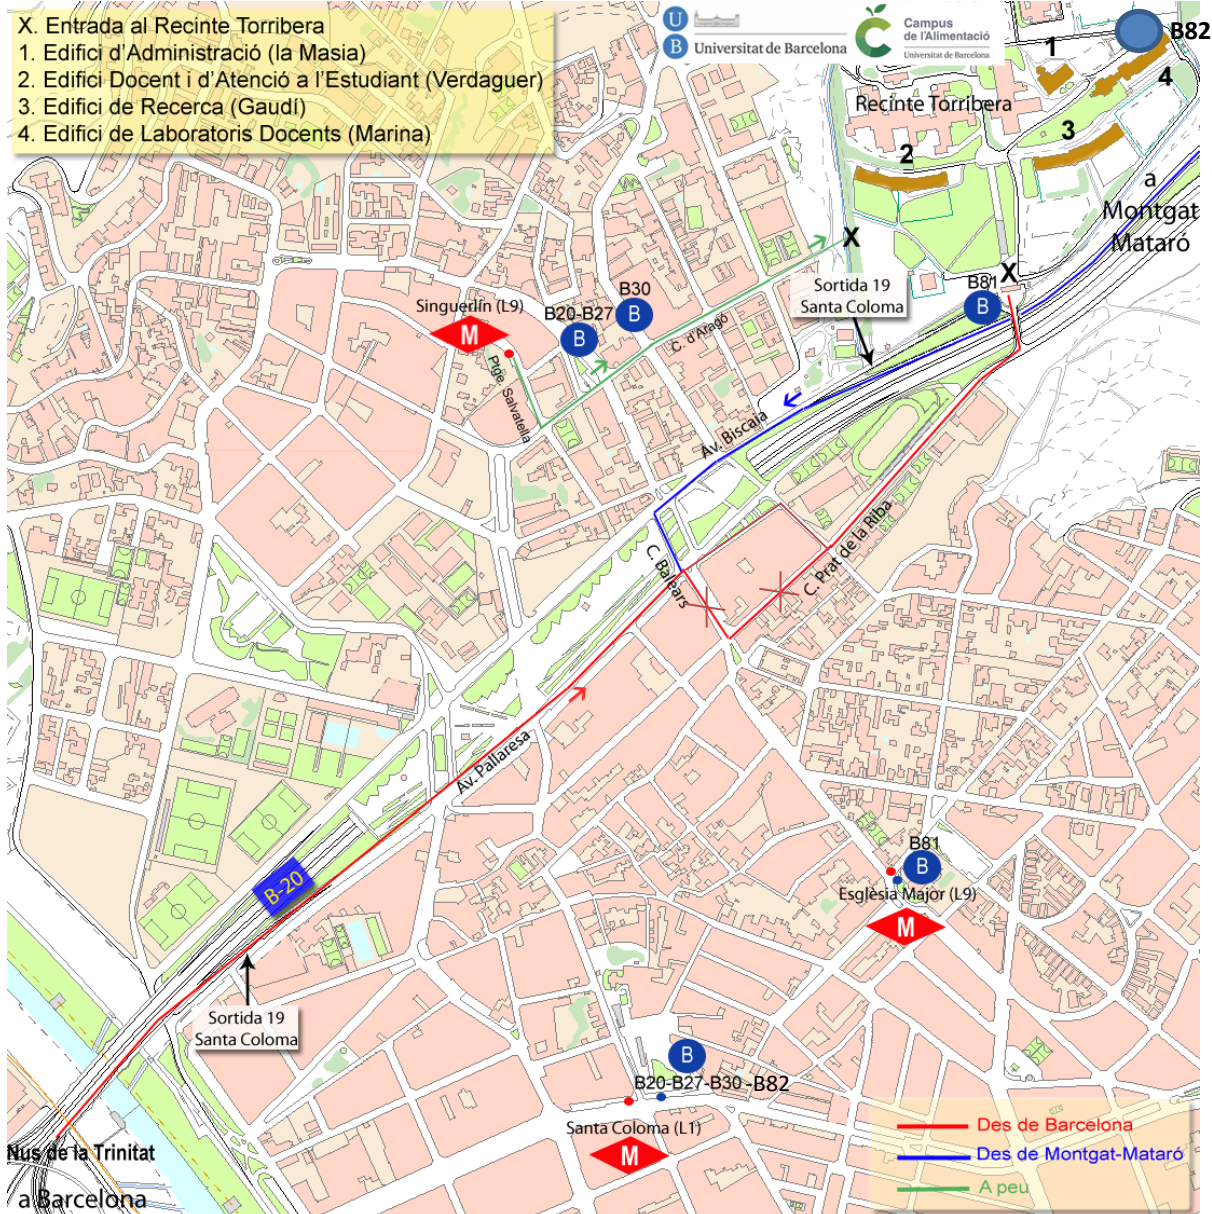 X. Entrada al Recinte Torribera
1. Edifici d'Administració (la Masia)
2. Edifici Docent i d'Atenció a l'Estudiant (Verdaguer)
3. Edifici de Recerca (Gaudí)
4. Edifici de Laboratoris Docents (Marina)
U
B
Universitat de Barcelona
Campus
de l'Alimentació
Universitat de Barcelona
B82
1
4
Recinte Torribera
3
2
a
Montgat
Mataró
X
X
Sortida 19
Santa Coloma
B81
B
B30
B
Singuerlín (L9)
M
B20-B27
B
C. d'Aragó
Ptge. Salvatella
Av. Biscaia
C. Balears
C. Prat de la Riba
Av. Pallaresa
B-20
B81
B
Església Major (L9)
M
Sortida 19
Santa Coloma
B
B20-B27-B30 -B82
Santa Coloma (L1)
M
Nus de la Trinitat
a Barcelona
Des de Barcelona
Des de Montgat-Mataró
A peu